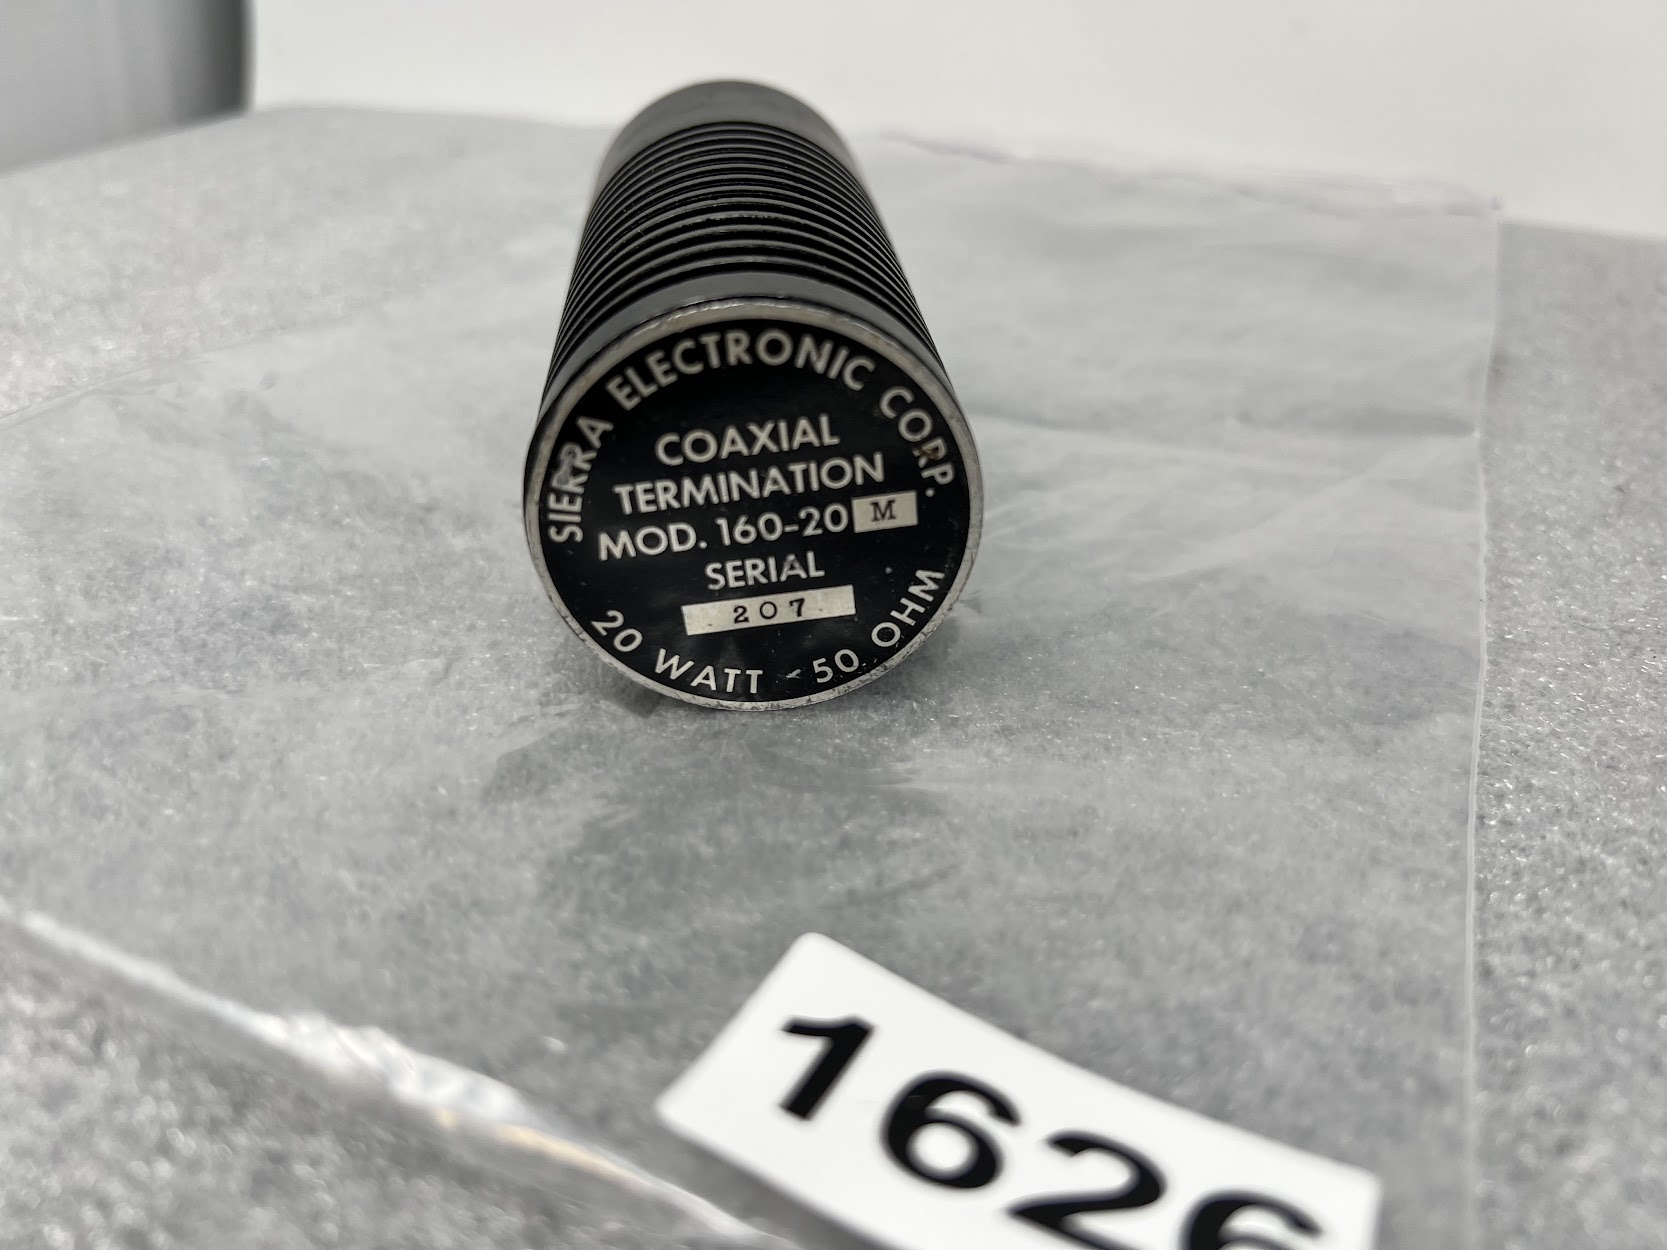 SIERRA ELECTRONIC CORP.
COAXIAL
TERMINATION
MOD. 160-20 M
SERIAL
207
20 WATT - 50 OHM
1626